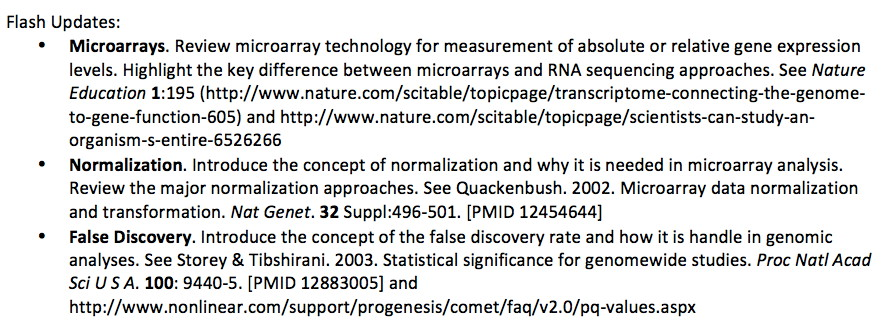 Flash Updates:
• Microarrays. Review microarray technology for measurement of absolute or relative gene expression
levels. Highlight the key difference between microarrays and RNA sequencing approaches. See Nature
Education 1:195 (http://www.nature.com/scitable/topicpage/transcriptome-connecting-the-genome-
to-gene-function-605) and http://www.nature.com/scitable/topicpage/scientists-can-study-an-
organism-s-entire-6526266
• Normalization. Introduce the concept of normalization and why it is needed in microarray analysis.
Review the major normalization approaches. See Quackenbush. 2002. Microarray data normalization
and transformation. Nat Genet. 32 Suppl:496-501. [PMID 12454644]
• False Discovery. Introduce the concept of the false discovery rate and how it is handle in genomic
analyses. See Storey & Tibshirani. 2003. Statistical significance for genomewide studies. Proc Natl Acad
Sci U S A. 100: 9440-5. [PMID 12883005] and
http://www.nonlinear.com/support/progenesis/comet/faq/v2.0/pq-values.aspx